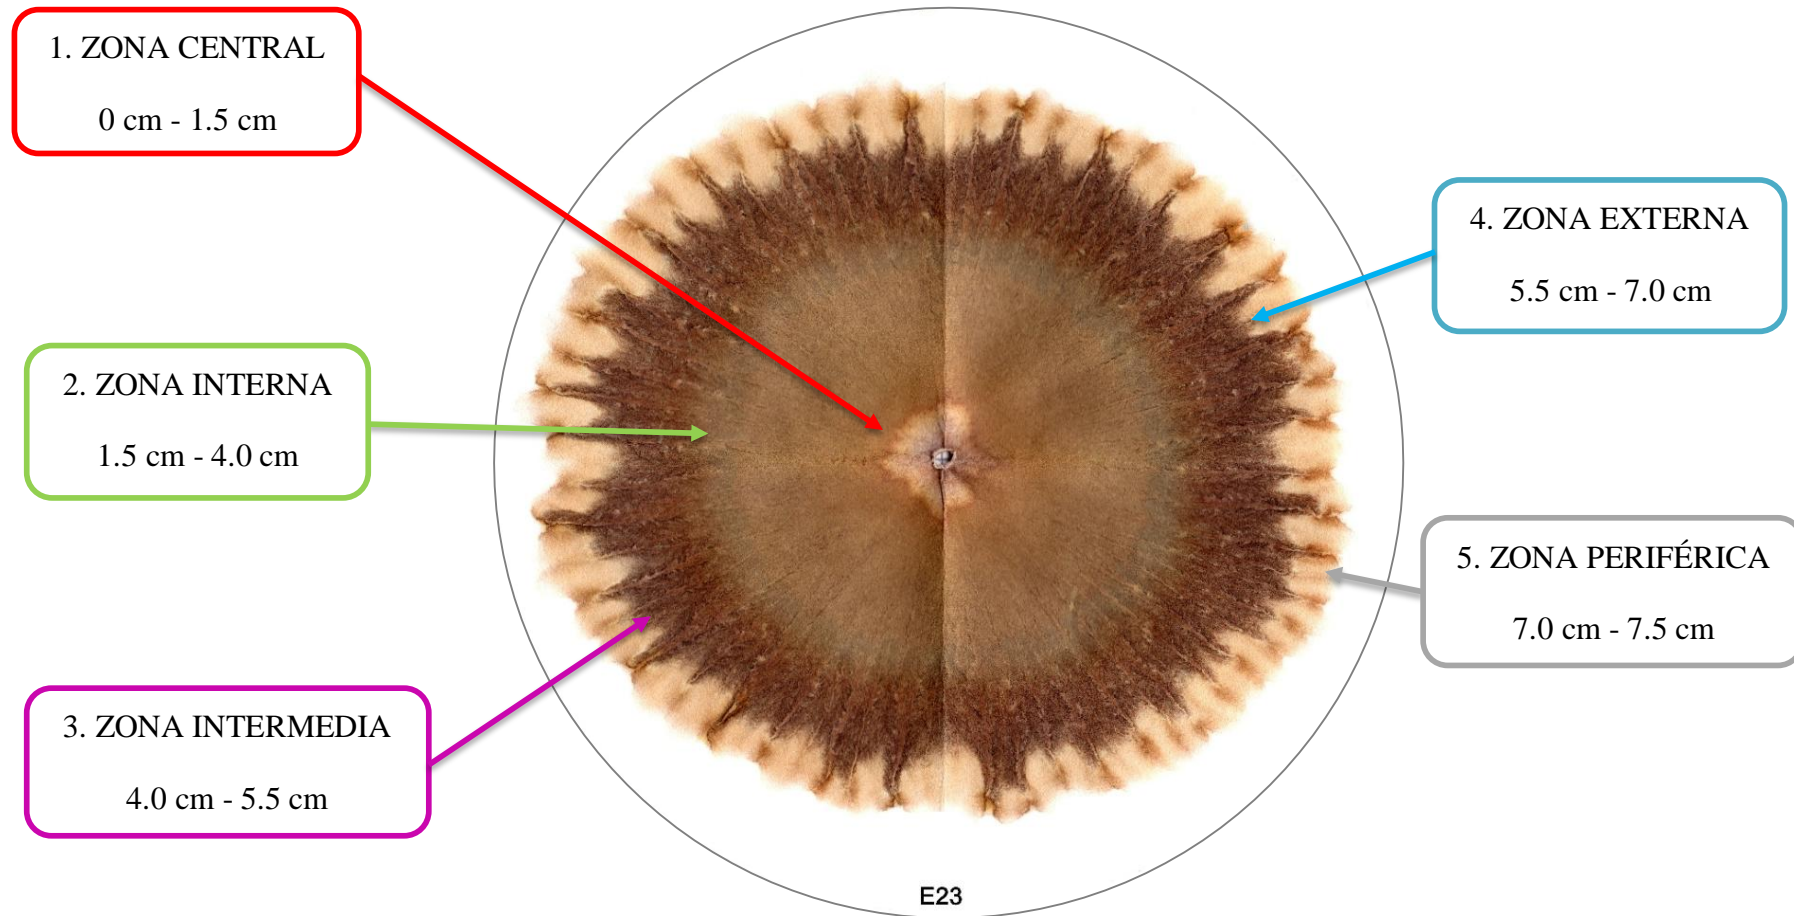 1. ZONA CENTRAL
0 cm - 1.5 cm
2. ZONA INTERNA
1.5 cm - 4.0 cm
3. ZONA INTERMEDIA
4.0 cm - 5.5 cm
4. ZONA EXTERNA
5.5 cm - 7.0 cm
5. ZONA PERIFÉRICA
7.0 cm - 7.5 cm
E23